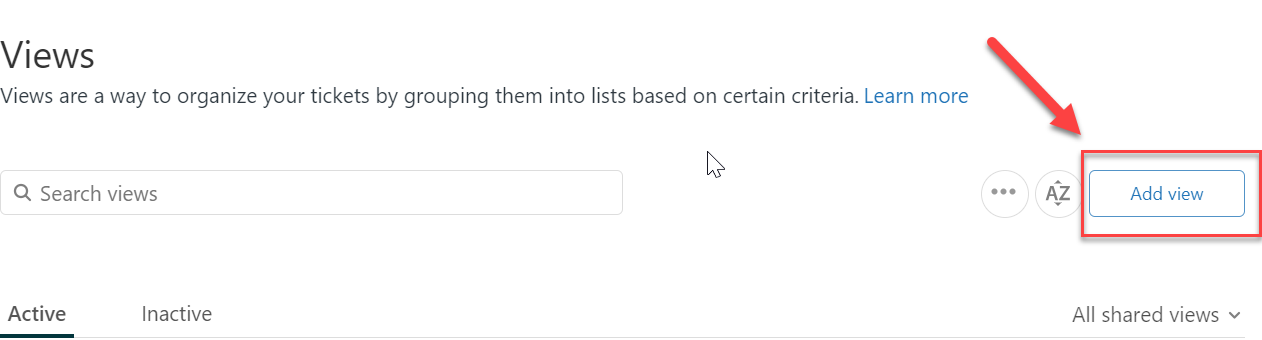 Views
Views are a way to organize your tickets by grouping them into lists based on certain criteria. Learn more
Search views
AZ
Add view
Active
Inactive
All shared views